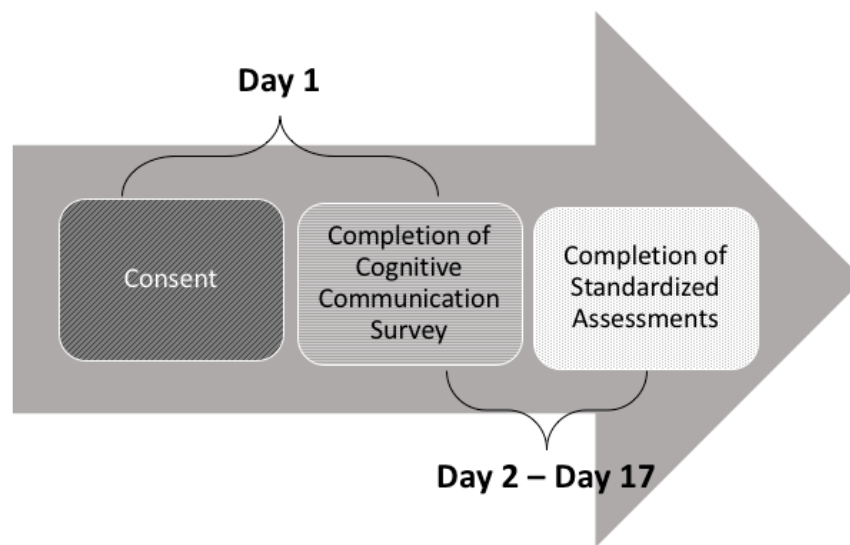 Day 1
Consent
Completion of
Cognitive
Communication
Survey
Completion of
Standardized
Assessments
Day 2 – Day 17